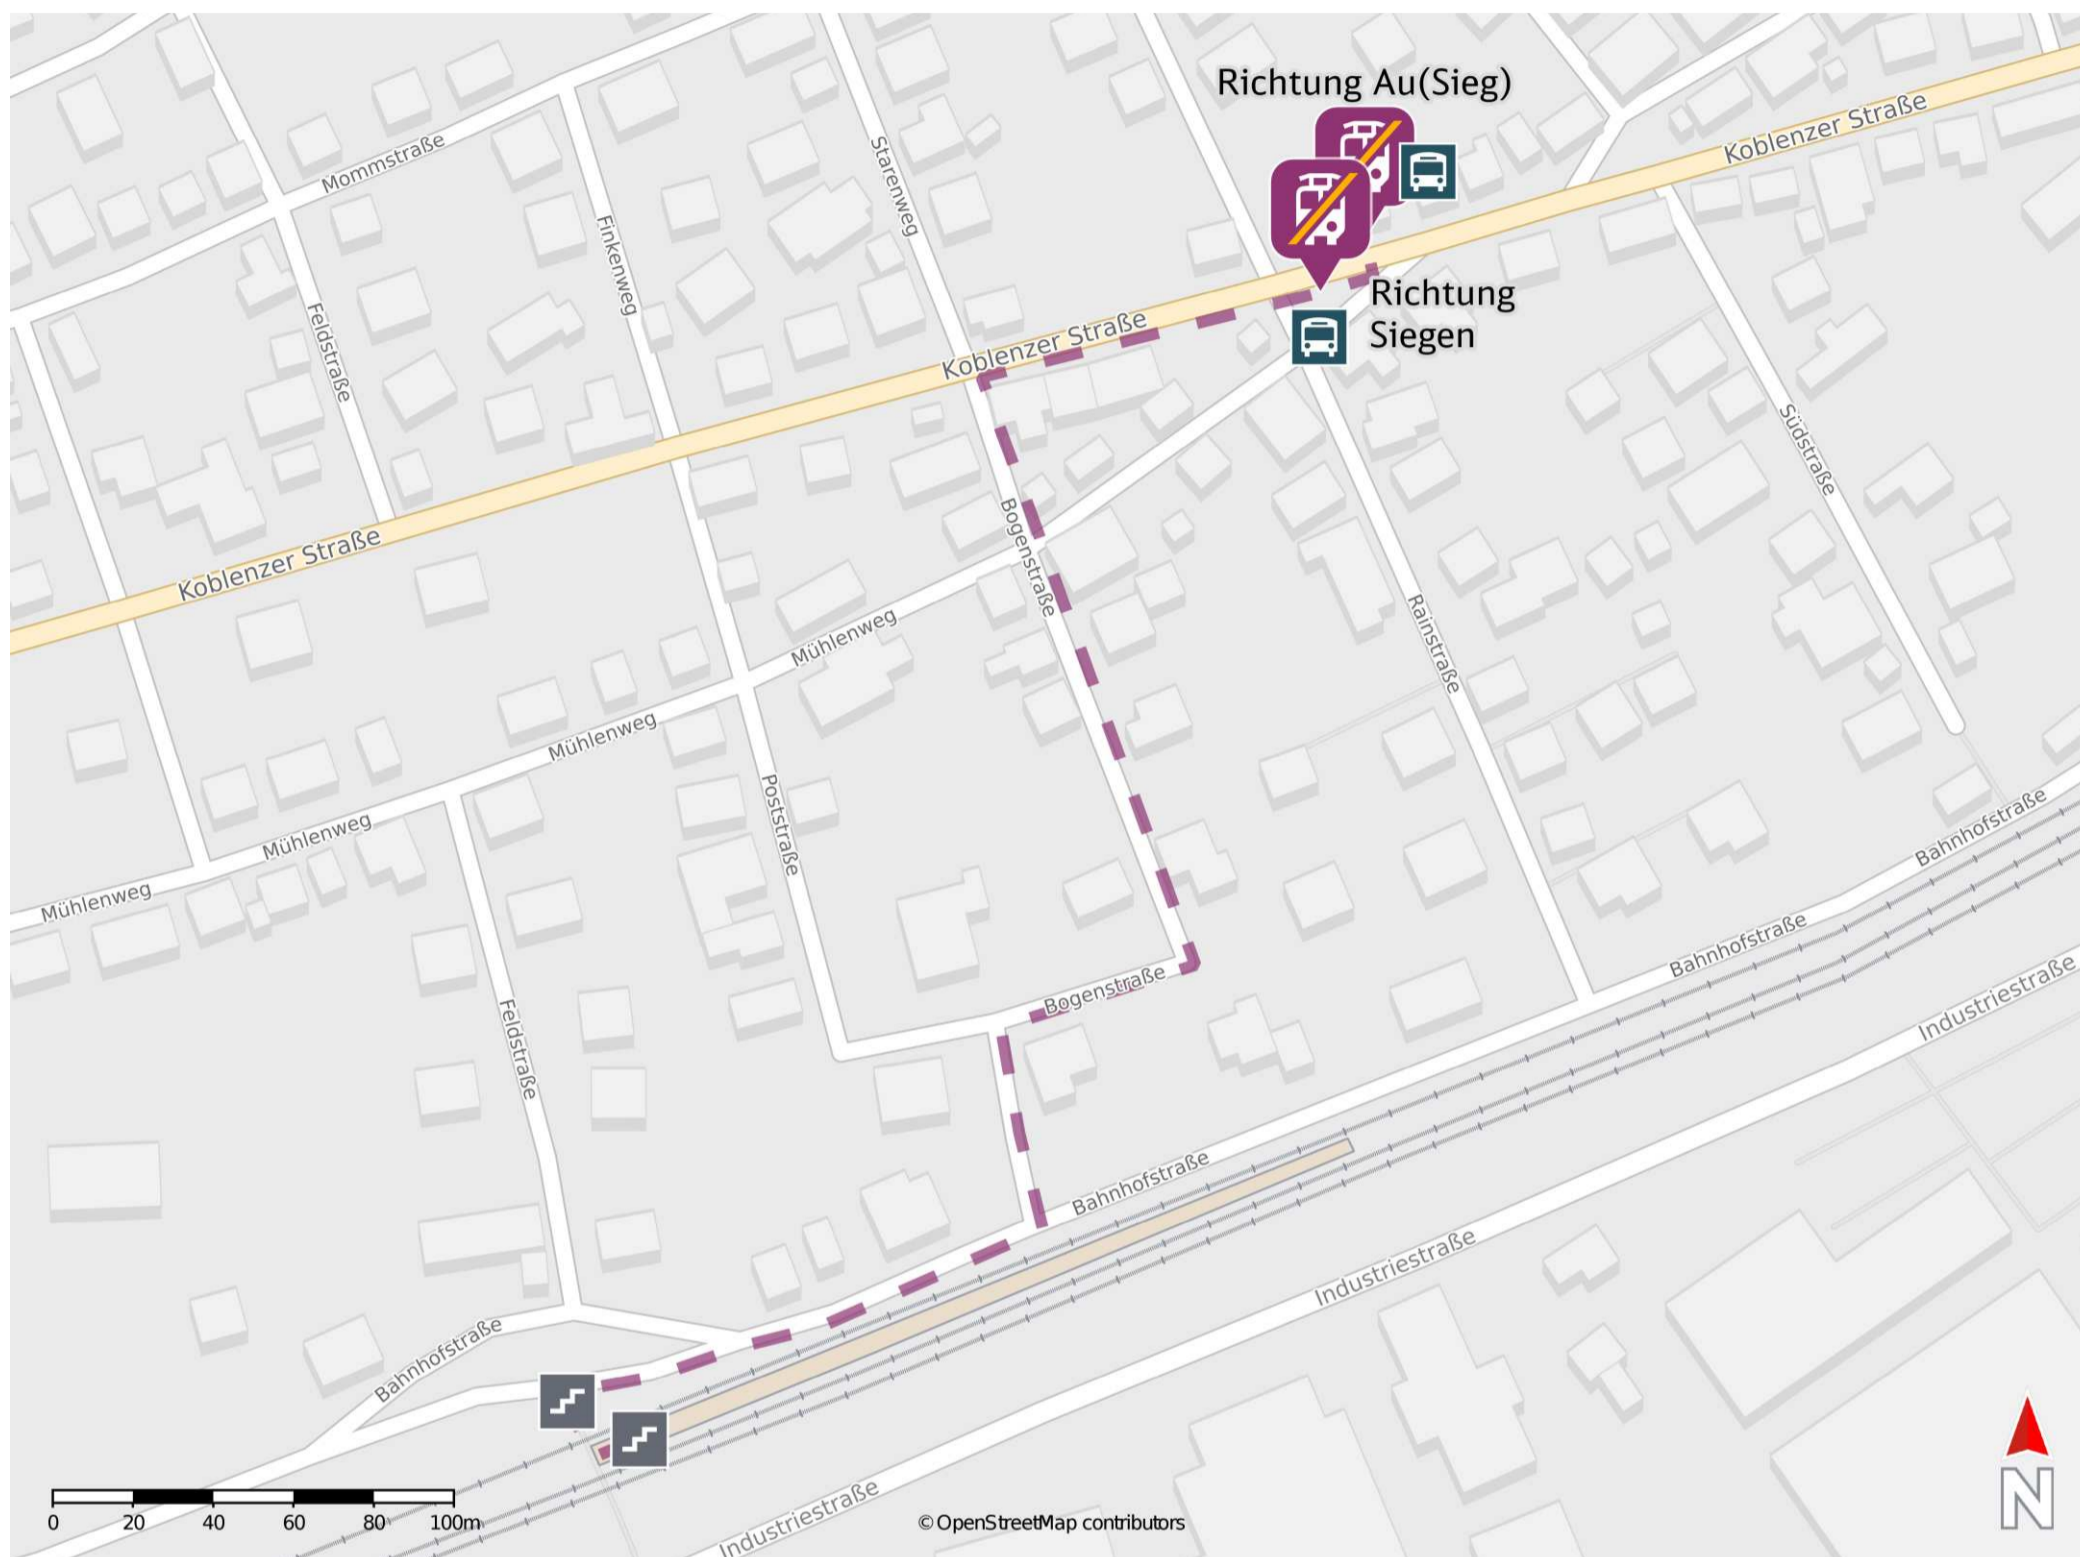 Richtung Au(Sieg)
Koblenzer Straße
Mommstraße
Starenweg
Finkenweg
Feldstraße
Richtung
Siegen
Koblenzer Straße
Südstraße
Koblenzer Straße
Bogenstraße
Mühlenweg
Rainstraße
Mühlenweg
Poststraße
Mühlenweg
Bahnhofstraße
Mühlenweg
Bahnhofstraße
Bogenstraße
Industriestraße
Feldstraße
Bahnhofstraße
Industriestraße
Bahnhofstraße
N
0 20 40 60 80 100m
© OpenStreetMap contributors
Industriestraße